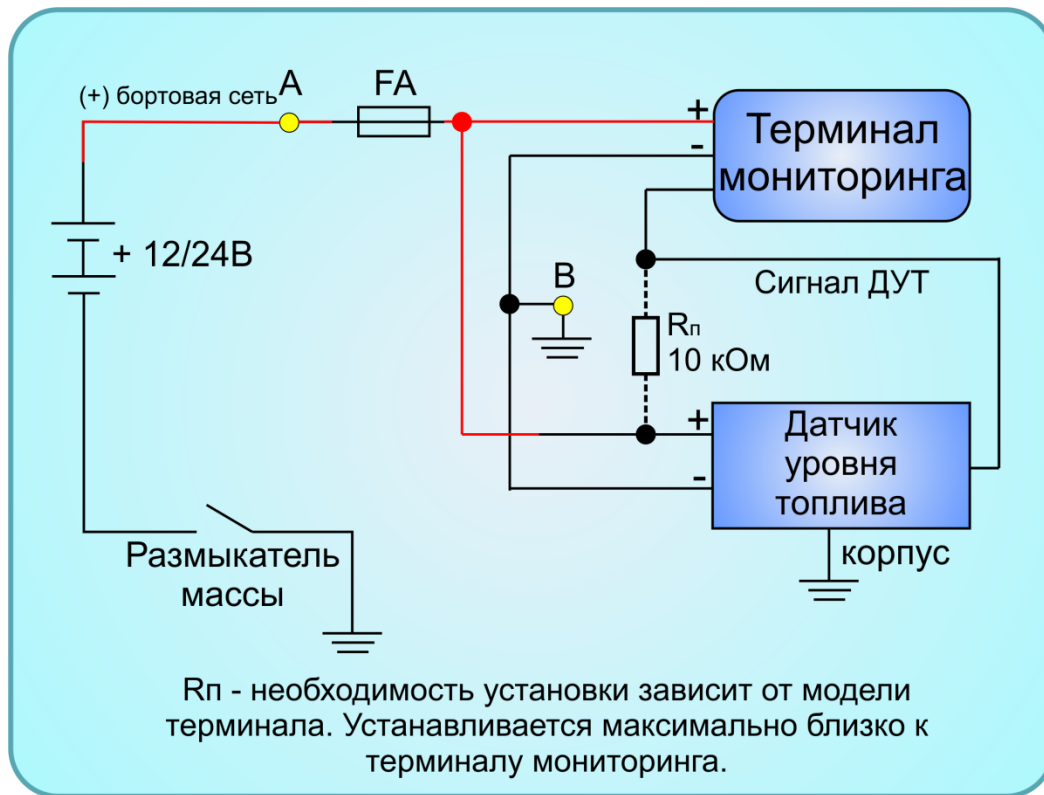 (+) бортовая сеть
A
FA
+
-
Терминал
мониторинга
+ 12/24В
B
Сигнал ДУТ
Rп
10 кОм
+
-
Датчик
уровня
топлива
корпус
Размыкатель
массы
Rп - необходимость установки зависит от модели
терминала. Устанавливается максимально близко к
терминалу мониторинга.